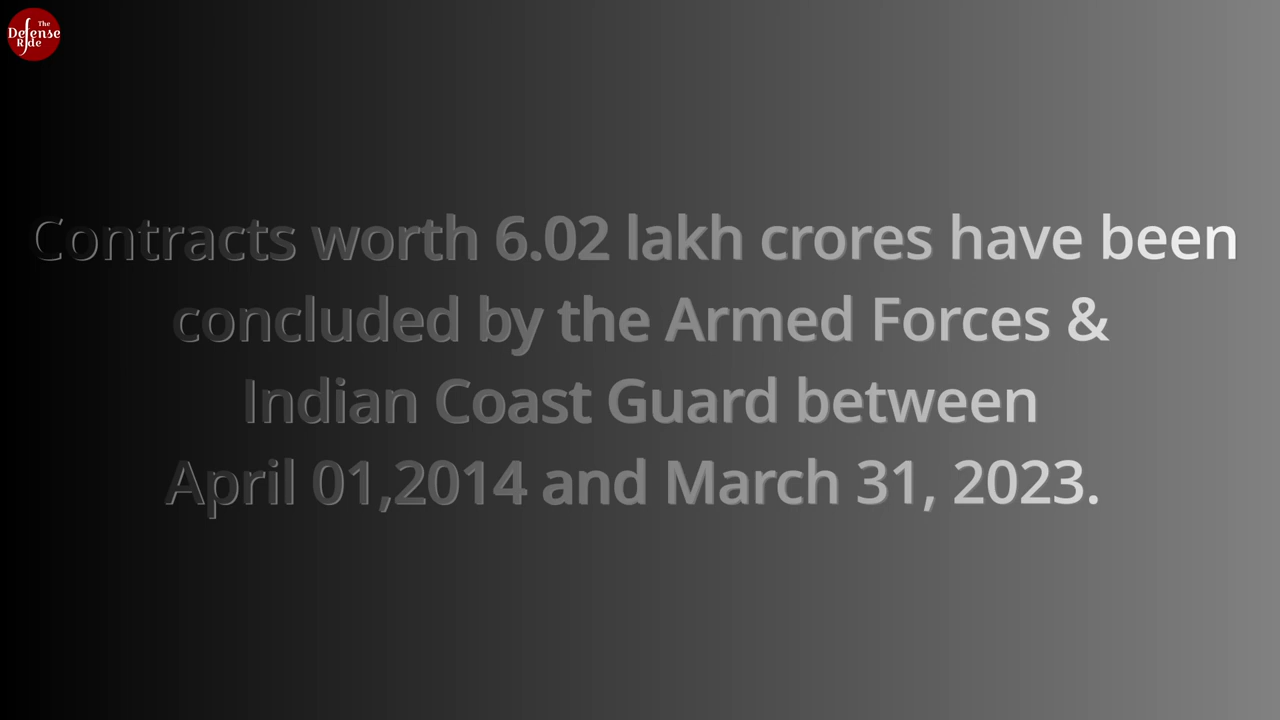 The
Defense
Ride
Contracts worth 6.02 lakh crores have been
concluded by the Armed Forces &
Indian Coast Guard between
April 01,2014 and March 31, 2023.